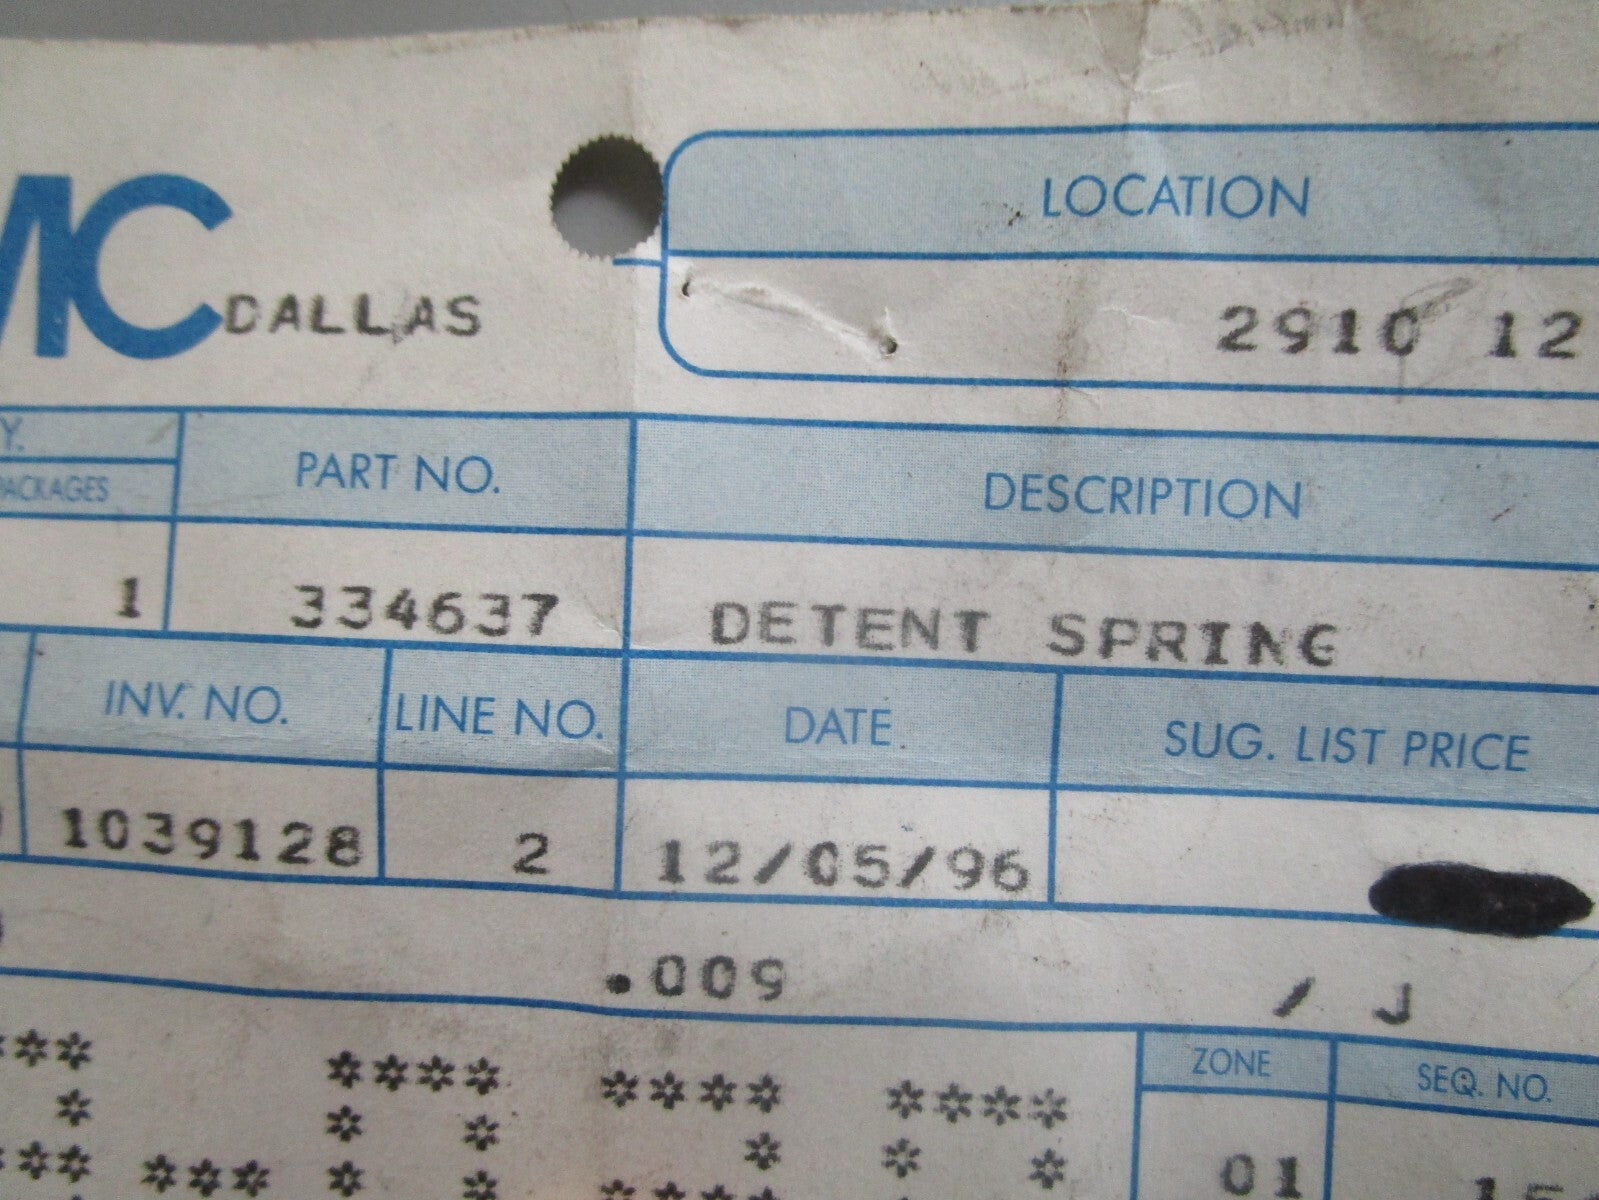 MC DALLAS
LOCATION
2910 12
PART NO.
DESCRIPTION
PACKAGES
1 334637 DETENT SPRING
INV. NO. LINE NO. DATE SUG. LIST PRICE
1039128 2 12/05/96
.009 / J
*** **** **** ****
ZONE SEQ. NO.
* * * * * *
*** *** * * * *
01